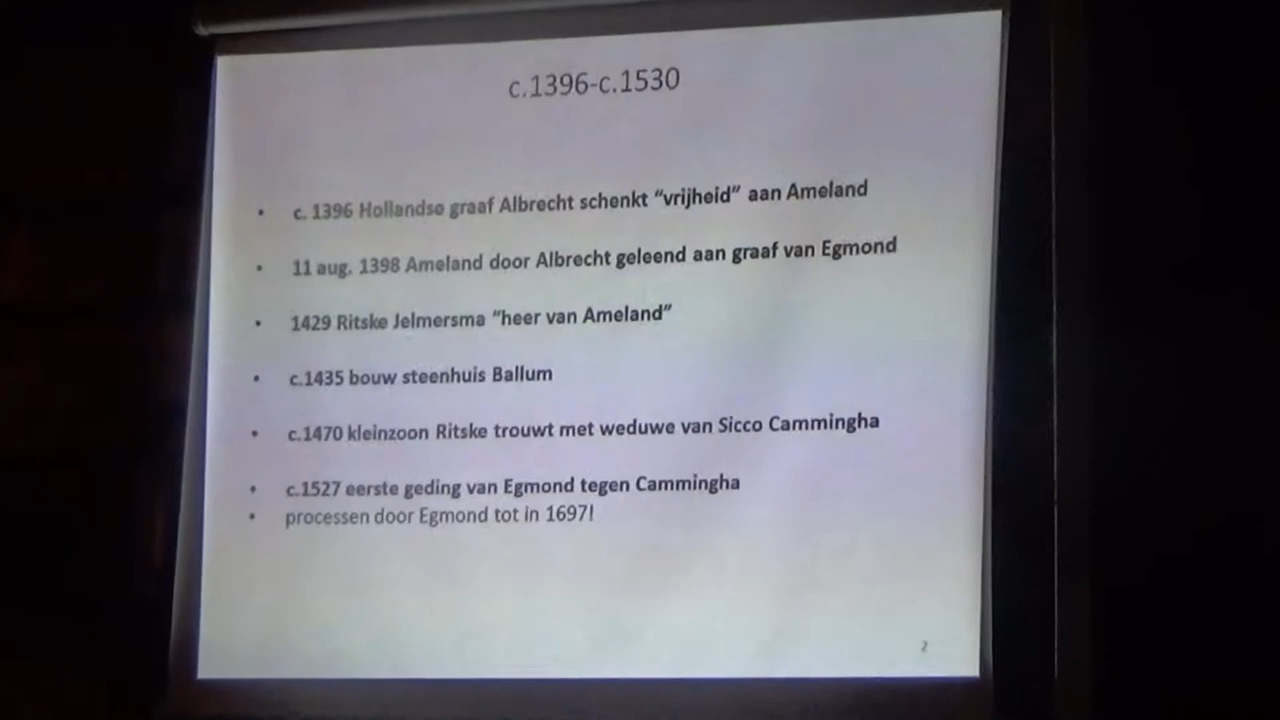 c.1396-c.1530
• c. 1396 Hollandse graaf Albrecht schenkt “vrijheid” aan Ameland
• 11 aug. 1398 Ameland door Albrecht geleend aan graaf van Egmond
• 1429 Ritske Jelmersma “heer van Ameland”
• c.1435 bouw steenhuis Ballum
• c.1470 kleinzoon Ritske trouwt met weduwe van Sicco Cammingha
• c.1527 eerste geding van Egmond tegen Cammingha
• processen door Egmond tot in 1697!
2